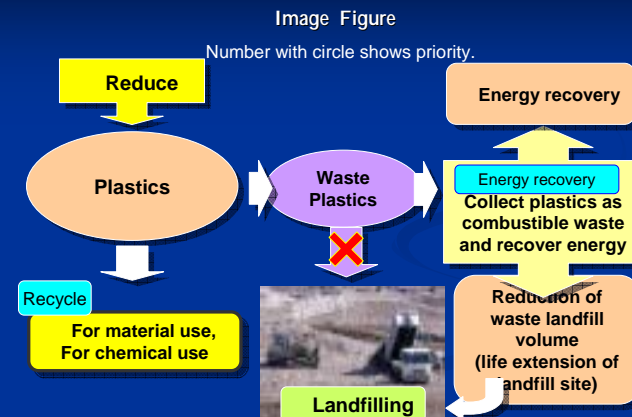 Image Figure
Number with circle shows priority.
Reduce
Energy recovery
Plastics
Waste
Plastics
Energy recovery
Collect plastics as
combustible waste
and recover energy
Recycle
For material use,
For chemical use
Reduction of
waste landfill
volume
(life extension of
landfill site)
Landfilling